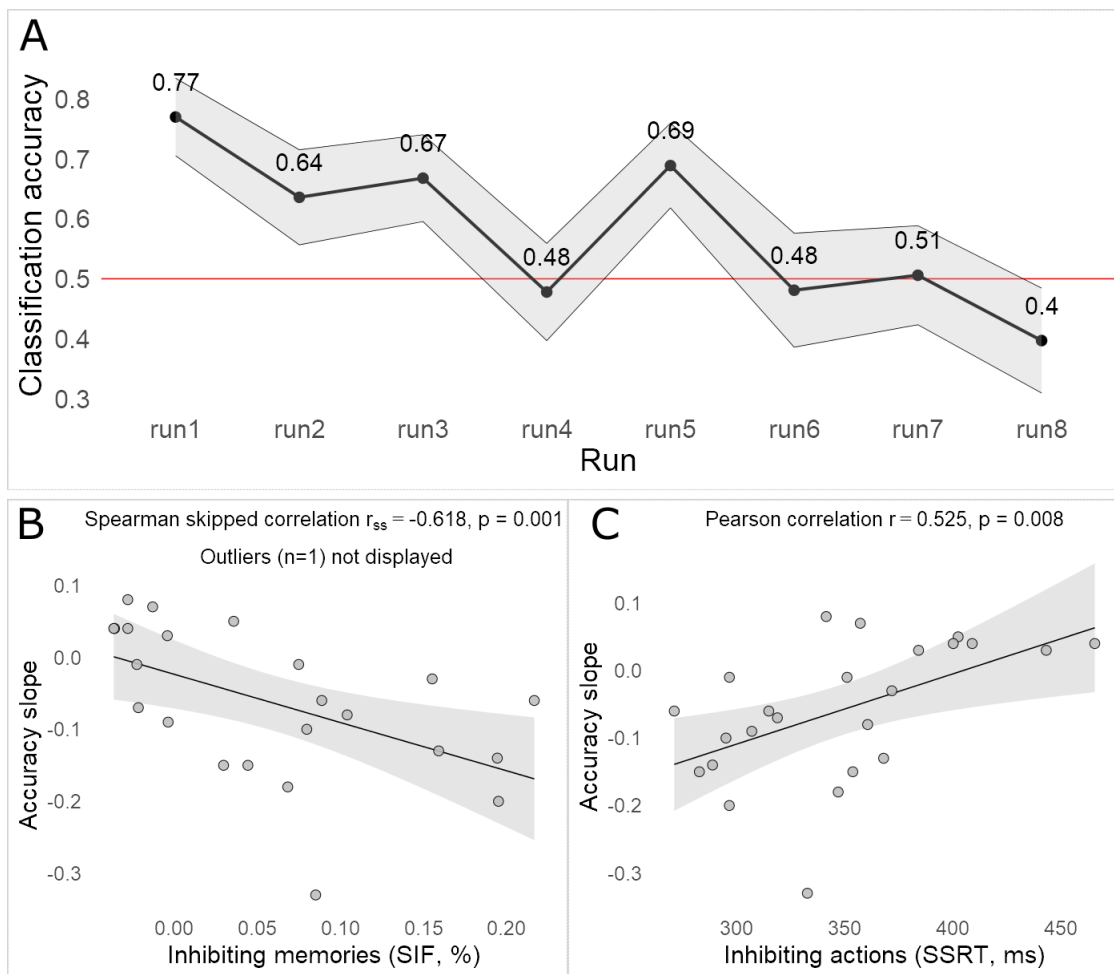 A
Classification accuracy
0.8
0.7
0.6
0.5
0.4
0.3
0.77
0.64
0.67
0.48
0.69
0.48
0.51
0.4
run1 run2 run3 run4 run5 run6 run7 run8
Run
B
Spearman skipped correlation rss = -0.618, p = 0.001
Outliers (n=1) not displayed
Accuracy slope
0.1
0.0
-0.1
-0.2
-0.3
0.00 0.05 0.10 0.15 0.20
Inhibiting memories (SIF, %)
C
Pearson correlation r = 0.525, p = 0.008
Accuracy slope
0.1
0.0
-0.1
-0.2
-0.3
300 350 400 450
Inhibiting actions (SSRT, ms)